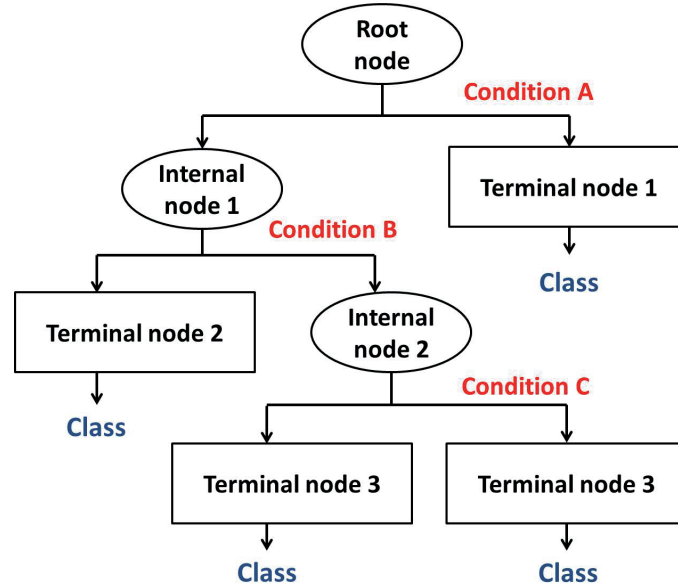 Root
node
Condition A
Internal
node 1
Terminal node 1
Condition B
Class
Terminal node 2
Internal
node 2
Condition C
Class
Terminal node 3
Terminal node 3
Class
Class